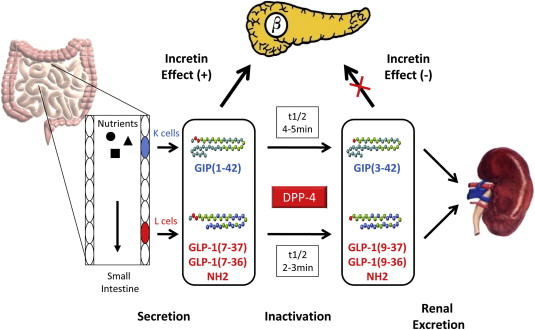 β
Incretin
Effect (+)
Incretin
Effect (-)
Nutrients
K cells
t1/2
4-5min
GIP(1-42)
GIP(3-42)
DPP-4
L cells
GLP-1(7-37)
GLP-1(7-36)
NH2
t1/2
2-3min
GLP-1(9-37)
GLP-1(9-36)
NH2
Small
Intestine
Secretion
Inactivation
Renal
Excretion